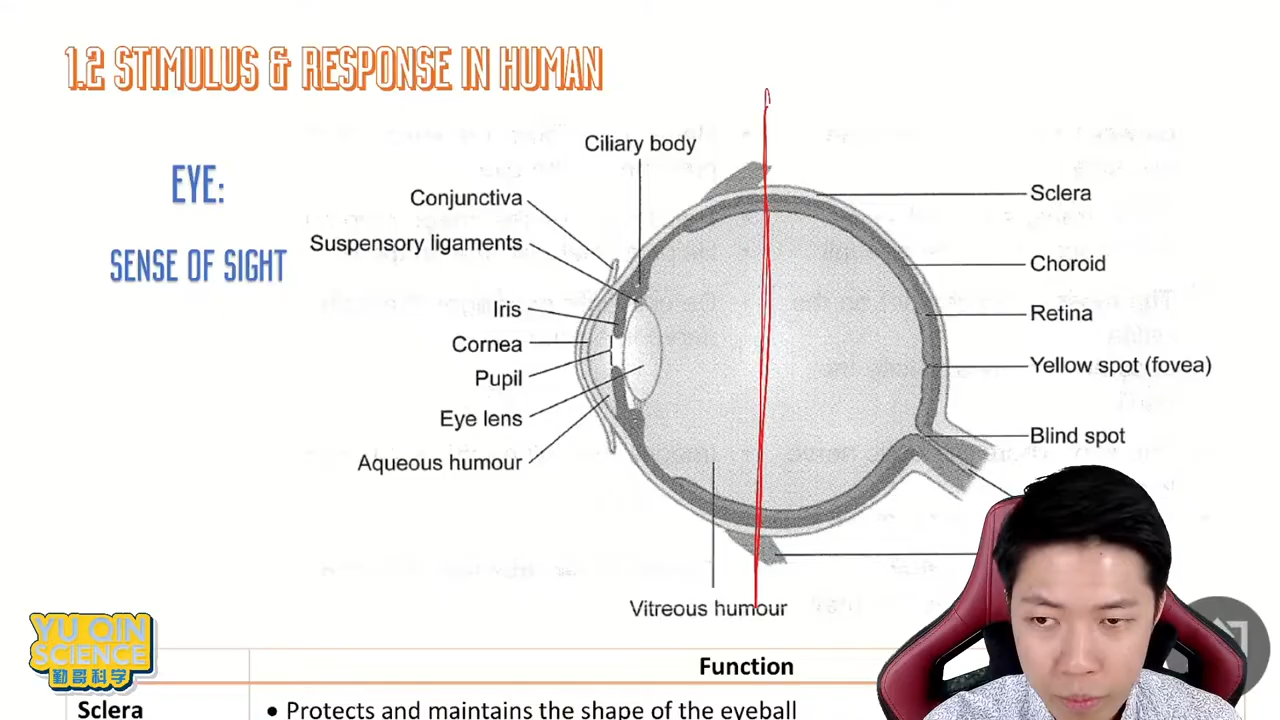 1.2 STIMULUS & RESPONSE IN HUMAN
EYE:
SENSE OF SIGHT
Ciliary body
Conjunctiva
Suspensory ligaments
Iris
Cornea
Pupil
Eye lens
Aqueous humour
Vitreous humour
Sclera
Choroid
Retina
Yellow spot (fovea)
Blind spot
Function
Sclera
• Protects and maintains the shape of the eyeball
YU QIN
SCIENCE
勤哥科学